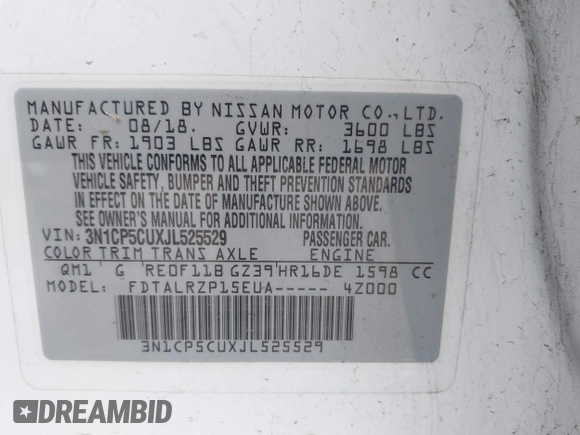 MANUFACTURED BY NISSAN MOTOR CO.,LTD.
DATE: 08/18. GVWR: 3600 LBS
GAWR FR: 1903 LBS GAWR RR: 1698 LBS
THIS VEHICLE CONFORMS TO ALL APPLICABLE FEDERAL MOTOR
VEHICLE SAFETY, BUMPER AND THEFT PREVENTION STANDARDS
IN EFFECT ON THE DATE OF MANUFACTURE SHOWN ABOVE.
SEE OWNER'S MANUAL FOR ADDITIONAL INFORMATION.
VIN: 3N1CP5CUXJL525529 PASSENGER CAR.
COLOR TRIM TRANS AXLE ENGINE
QM1 G RE0F11B GZ39 HR16DE 1598 CC
MODEL: FDTALRZP15EUA----- 4Z000
3N1CP5CUXJL525529
DREAMBID